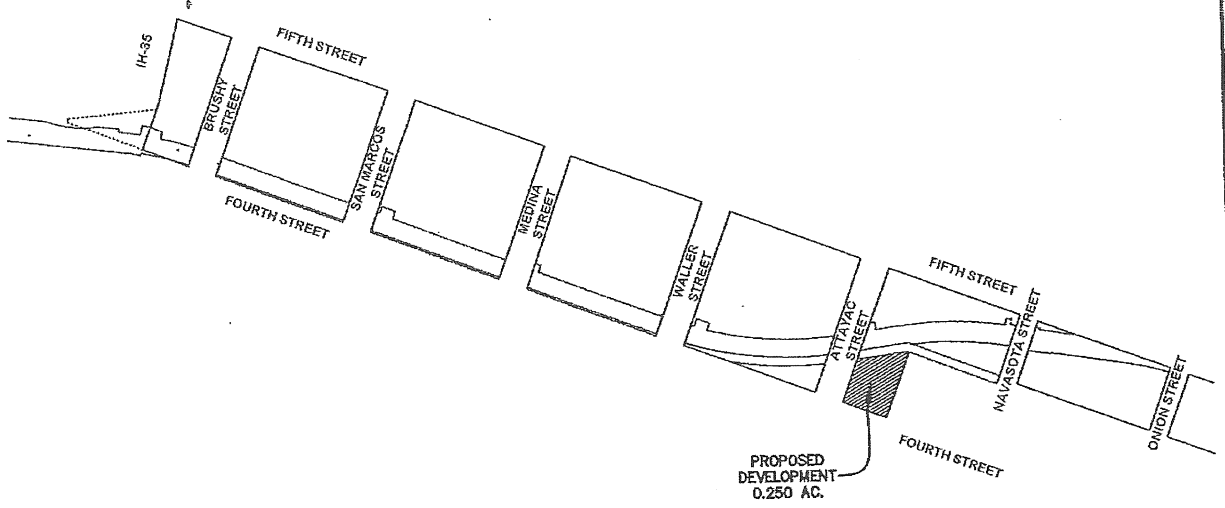 IH-35
BRUSHY
STREET
FIFTH STREET
SAN MARCOS
STREET
FOURTH STREET
MEDINA
STREET
WALLER
STREET
ATTAYAC
STREET
FIFTH STREET
NAVASOTA STREET
ONION STREET
FOURTH STREET
PROPOSED
DEVELOPMENT
0.250 AC.